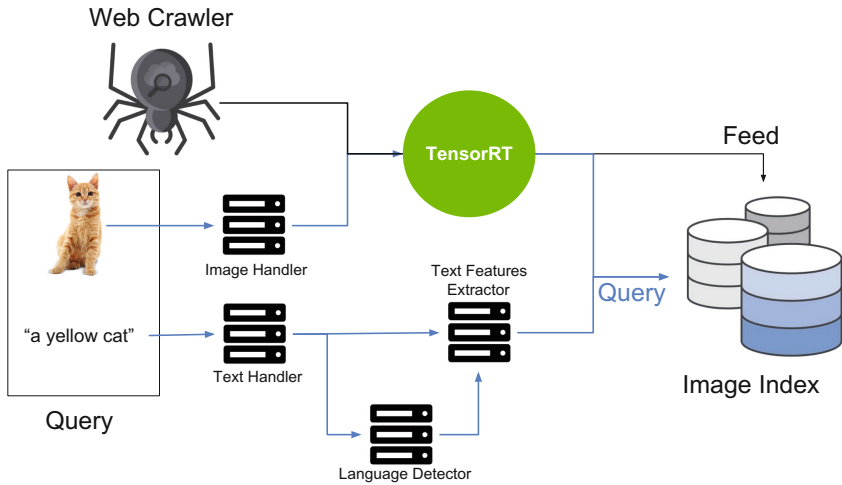 Web Crawler
TensorRT
Feed
Image Handler
Text Features
Extractor
Query
“a yellow cat”
Text Handler
Image Index
Query
Language Detector